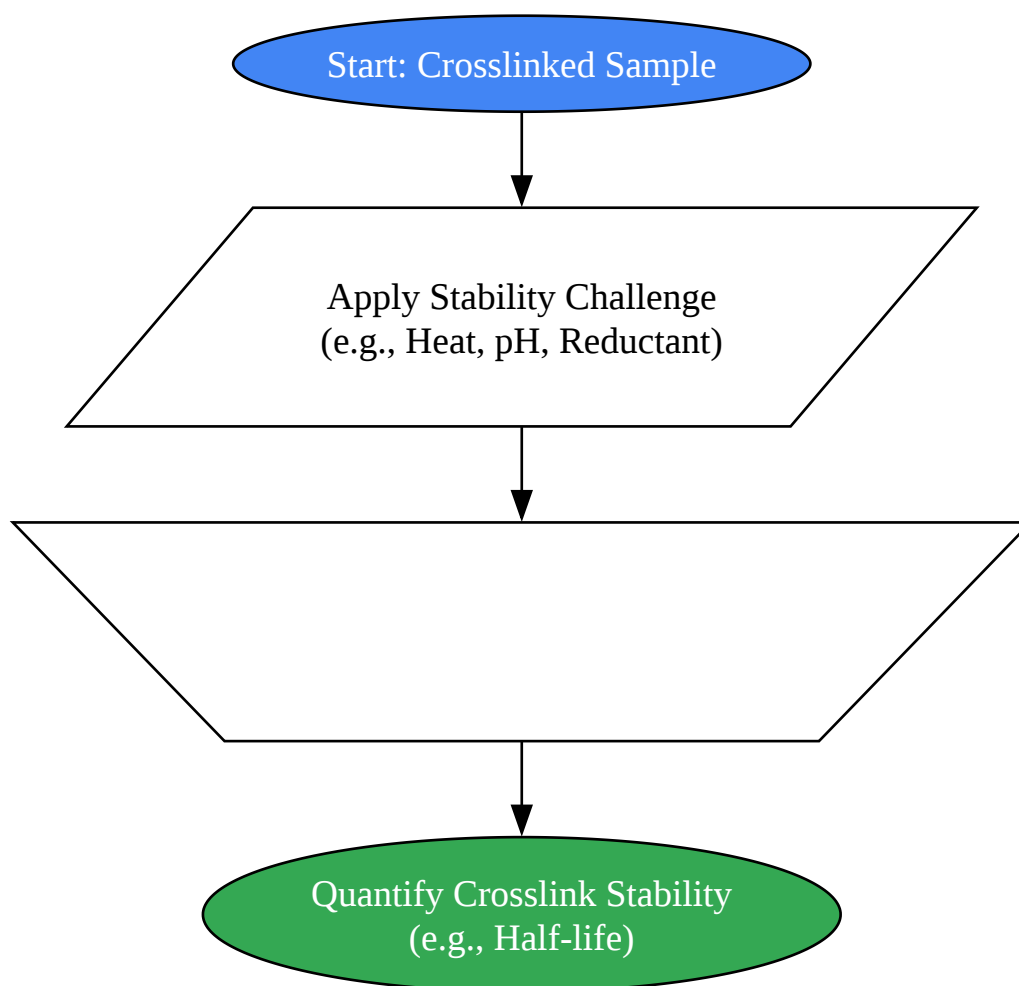 Start: Crosslinked Sample
Apply Stability Challenge
(e.g., Heat, pH, Reductant)
Quantify Crosslink Stability
(e.g., Half-life)